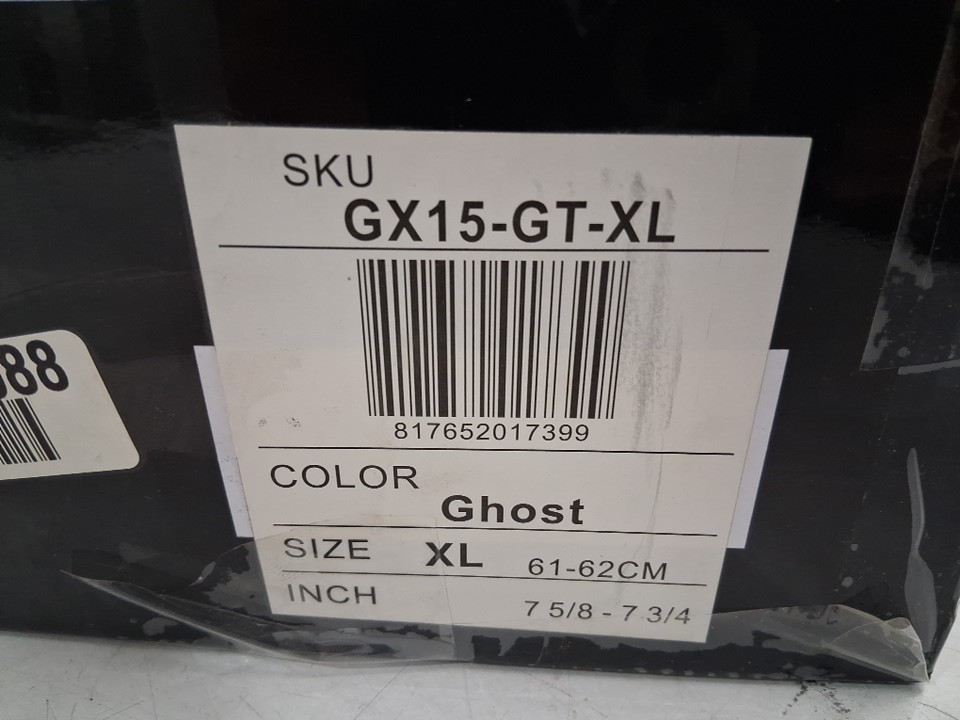 SKU
GX15-GT-XL
817652017399
COLOR
Ghost
SIZE XL 61-62CM
INCH 7 5/8 - 7 3/4
88